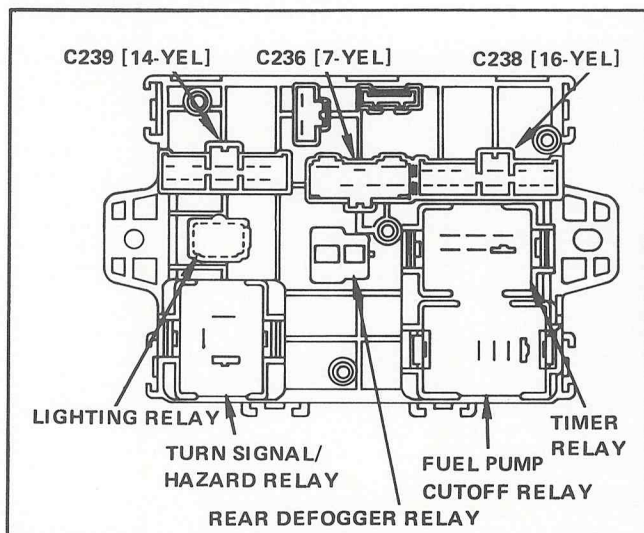 C239 [14-YEL] C236 [7-YEL] C238 [16-YEL]
LIGHTING RELAY
TURN SIGNAL/
HAZARD RELAY
REAR DEFOGGER RELAY
FUEL PUMP
CUTOFF RELAY
TIMER
RELAY